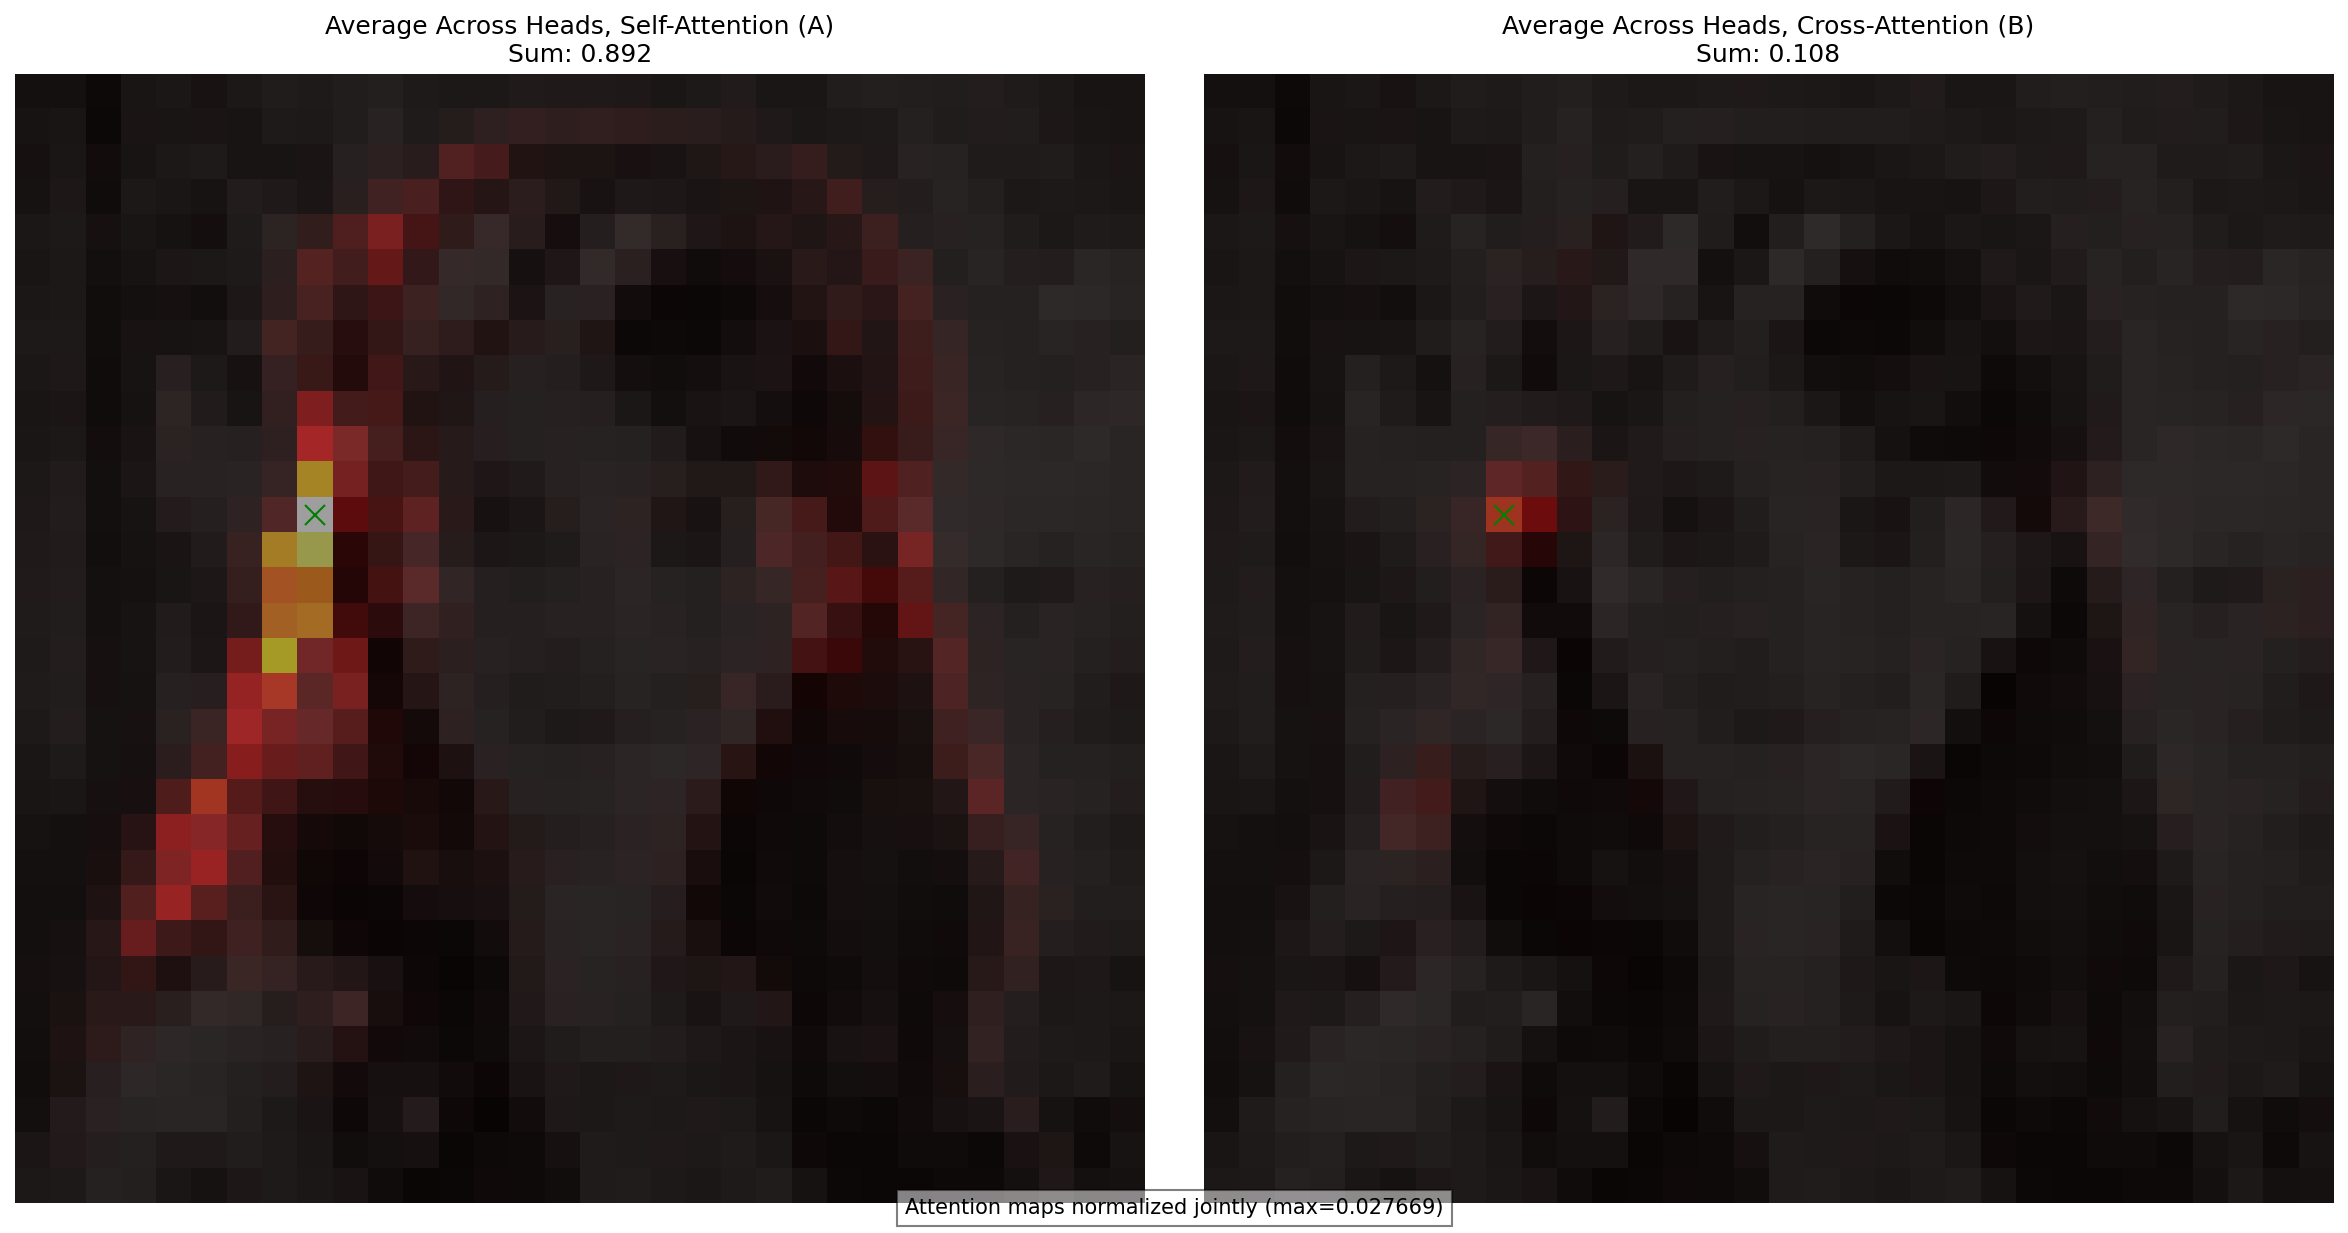 Average Across Heads, Self-Attention (A)
Sum: 0.892
Average Across Heads, Cross-Attention (B)
Sum: 0.108
Attention maps normalized jointly (max=0.027669)